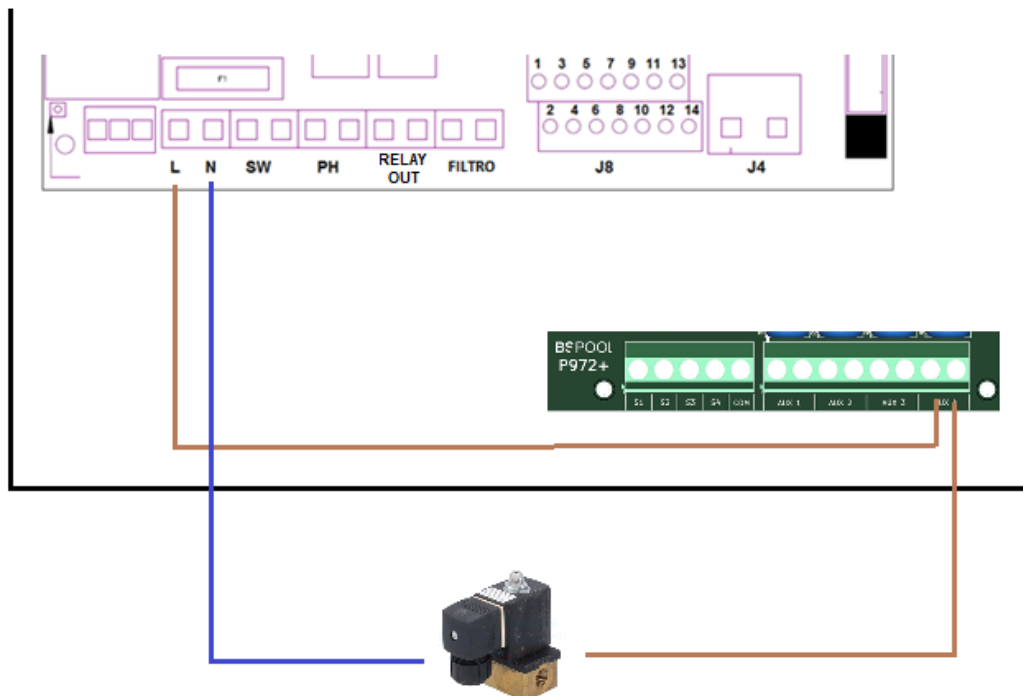 F1
1 3 5 7 9 11 13
2 4 6 8 10 12 14
L N SW PH RELAY OUT FILTRO J8 J4
BSPOOL
P972+
S1 S2 S3 S4 COM AUX 1 AUX 2 AUX 3 AUX